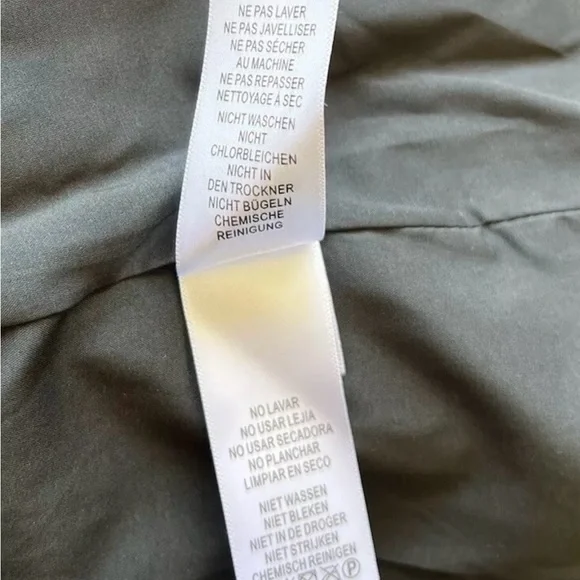 NE PAS LAVER
NE PAS JAVELLISER
NE PAS SÉCHER
AU MACHINE
NE PAS REPASSER
NETTOYAGE À SEC
NICHT WASCHEN
NICHT
CHLORBLEICHEN
NICHT IN
DEN TROCKNER
NICHT BÜGELN
CHEMISCHE
REINIGUNG
NO LAVAR
NO USAR LEJIA
NO USAR SECADORA
NO PLANCHAR
LIMPIAR EN SECO
NIET WASSEN
NIET BLEKEN
NIET IN DE DROGER
NIET STRIJKEN
CHEMISCH REINIGEN
P